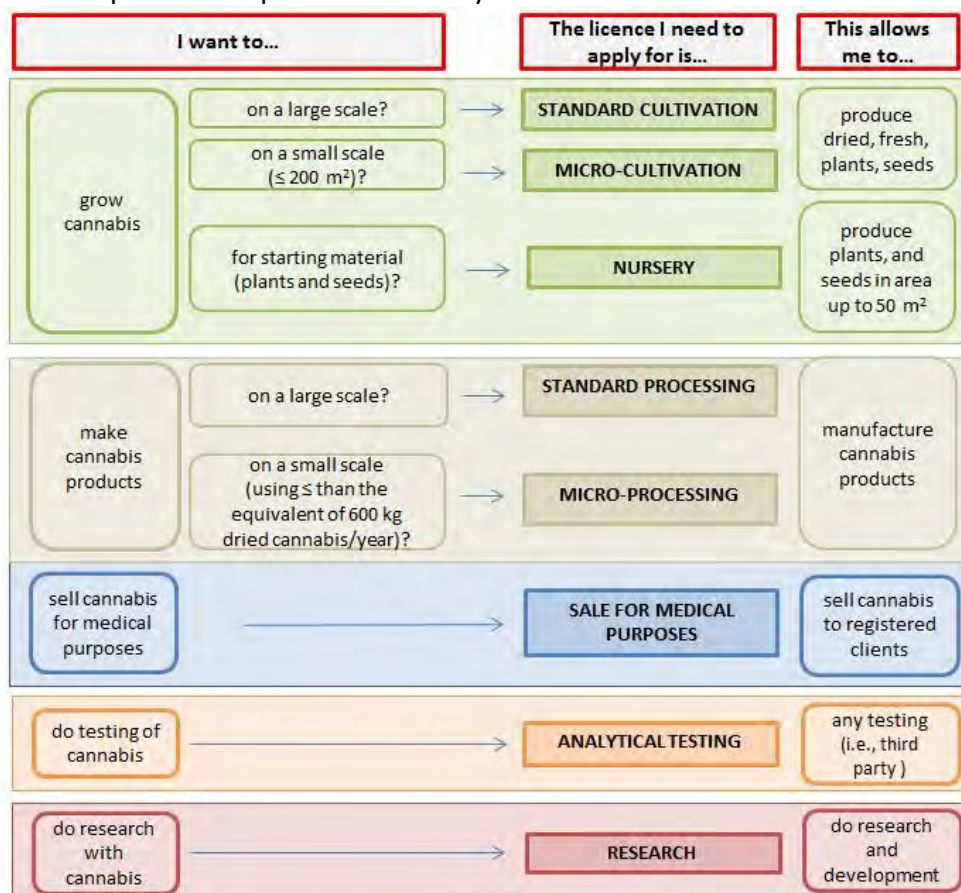 I want to...
The licence I need to
apply for is...
This allows
me to...
grow
cannabis
on a large scale?
STANDARD CULTIVATION
on a small scale
(≤ 200 m²)?
MICRO-CULTIVATION
produce
dried, fresh,
plants, seeds
for starting material
(plants and seeds)?
NURSERY
produce
plants, and
seeds in area
up to 50 m²
make
cannabis
products
on a large scale?
STANDARD PROCESSING
on a small scale
(using ≤ than the
equivalent of 600 kg
dried cannabis/year)?
MICRO-PROCESSING
manufacture
cannabis
products
sell cannabis
for medical
purposes
SALE FOR MEDICAL
PURPOSES
sell cannabis
to registered
clients
do testing of
cannabis
ANALYTICAL TESTING
any testing
(i.e., third
party )
do research
with
cannabis
RESEARCH
do research
and
development